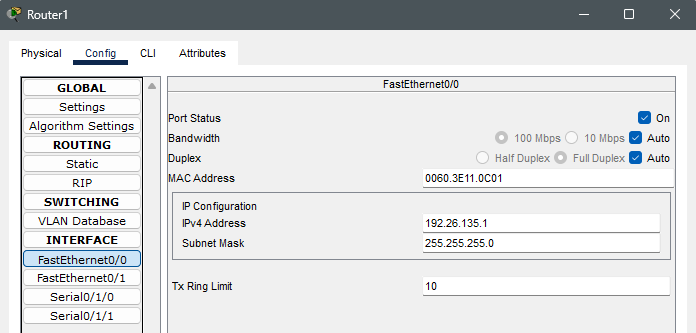 Router1
Physical Config CLI Attributes
GLOBAL
Settings
Algorithm Settings
ROUTING
Static
RIP
SWITCHING
VLAN Database
INTERFACE
FastEthernet0/0
FastEthernet0/1
Serial0/1/0
Serial0/1/1
FastEthernet0/0
Port Status On
Bandwidth 100 Mbps 10 Mbps Auto
Duplex Half Duplex Full Duplex Auto
MAC Address 0060.3E11.0C01
IP Configuration
IPv4 Address 192.26.135.1
Subnet Mask 255.255.255.0
Tx Ring Limit 10